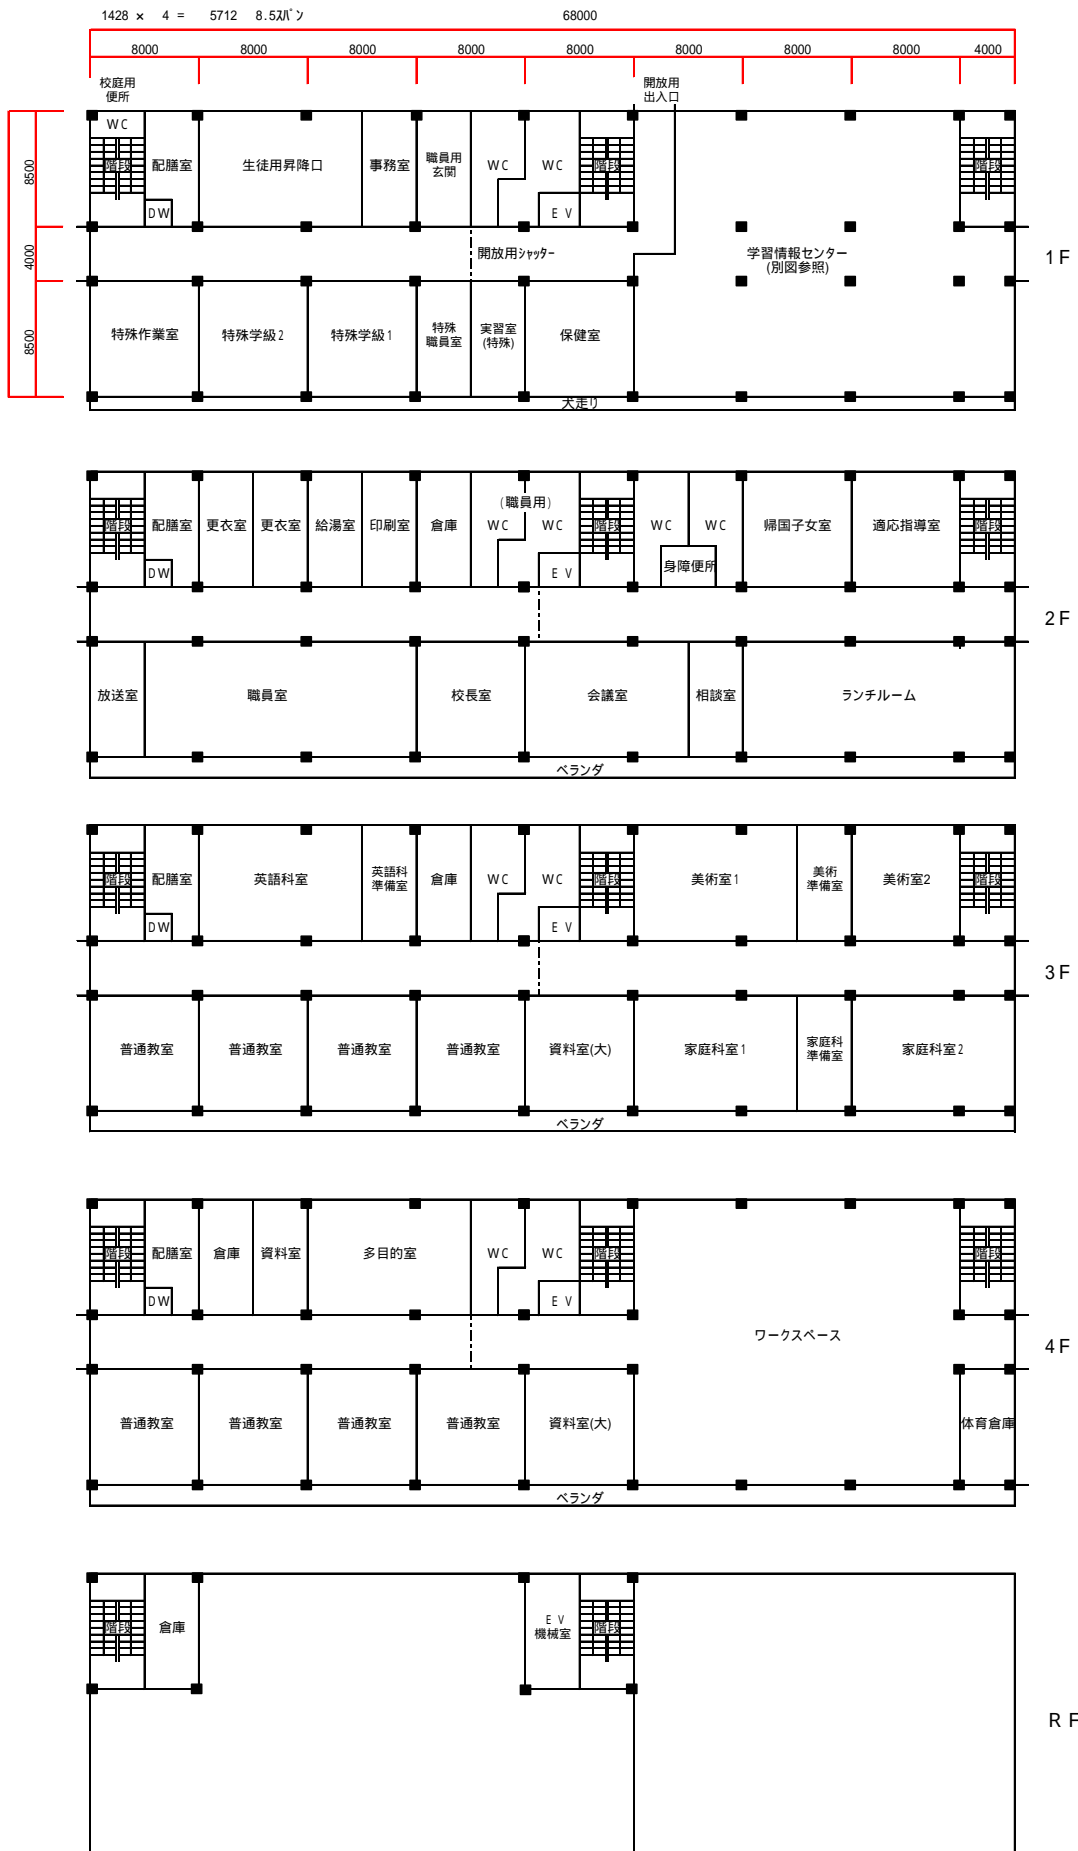 1428 × 4 = 5712 8.5ｽﾊﾟﾝ
68000
8000 8000 8000 8000 8000 8000 8000 8000 4000
校庭用
便所
開放用
出入口
8500
4000
8500
WC
階段
配膳室
DW
生徒用昇降口
事務室
職員用
玄関
WC
WC
EV
階段
階段
開放用ｼｬｯﾀｰ
学習情報センター
(別図参照)
1F
特殊作業室
特殊学級2
特殊学級1
特殊
職員室
実習室
(特殊)
保健室
犬走り
階段
配膳室
DW
更衣室
更衣室
給湯室
印刷室
倉庫
(職員用)
WC
WC
EV
階段
WC
WC
身障便所
帰国子女室
適応指導室
階段
2F
放送室
職員室
校長室
会議室
相談室
ランチルーム
ベランダ
階段
配膳室
DW
英語科室
英語科
準備室
倉庫
WC
WC
EV
階段
美術室1
美術
準備室
美術室2
階段
3F
普通教室
普通教室
普通教室
普通教室
資料室(大)
家庭科室1
家庭科
準備室
家庭科室2
ベランダ
階段
配膳室
DW
倉庫
資料室
多目的室
WC
WC
EV
階段
階段
ワークスペース
4F
普通教室
普通教室
普通教室
普通教室
資料室(大)
体育倉庫
ベランダ
階段
倉庫
EV
機械室
階段
RF